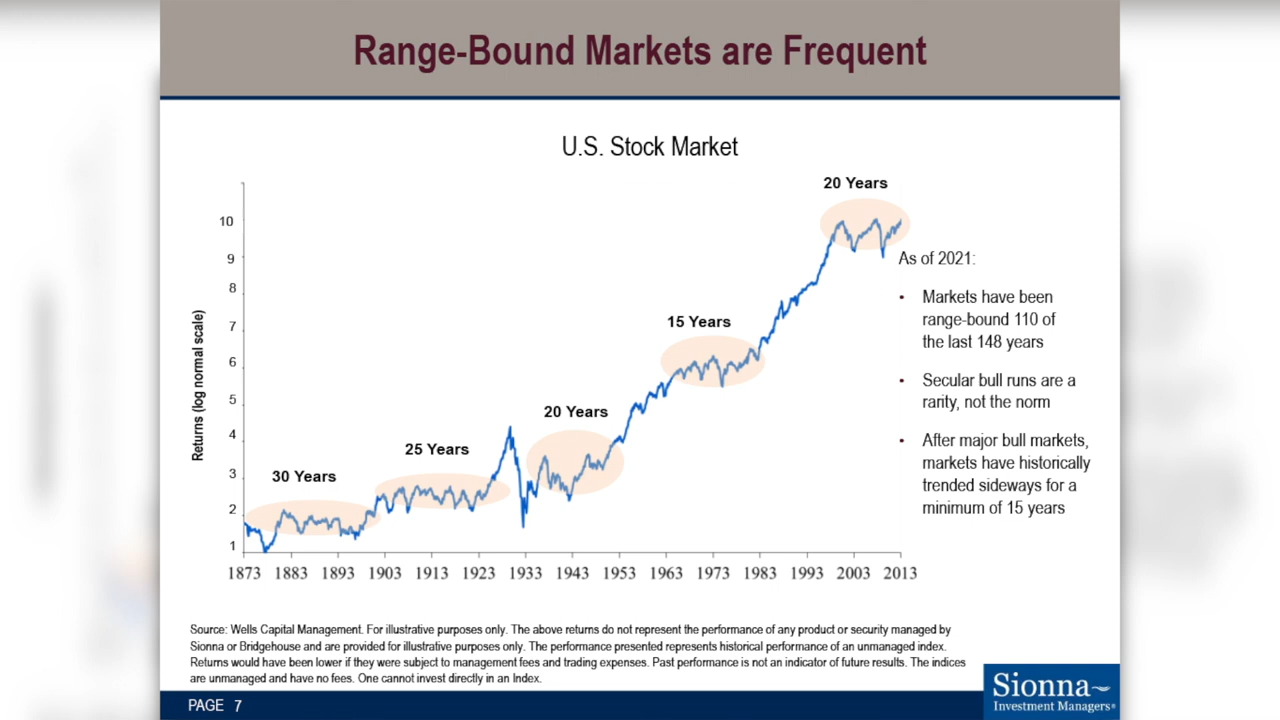 Range-Bound Markets are Frequent
U.S. Stock Market
20 Years
15 Years
20 Years
25 Years
30 Years
Returns (log normal scale)
10
9
8
7
6
5
4
3
2
1
1873 1883 1893 1903 1913 1923 1933 1943 1953 1963 1973 1983 1993 2003 2013
As of 2021:
• Markets have been
range-bound 110 of
the last 148 years
• Secular bull runs are a
rarity, not the norm
• After major bull markets,
markets have historically
trended sideways for a
minimum of 15 years
Source: Wells Capital Management. For illustrative purposes only. The above returns do not represent the performance of any product or security managed by
Sionna or Bridgehouse and are provided for illustrative purposes only. The performance presented represents historical performance of an unmanaged index.
Returns would have been lower if they were subject to management fees and trading expenses. Past performance is not an indicator of future results. The indices
are unmanaged and have no fees. One cannot invest directly in an Index.
PAGE 7
Sionna
Investment Managers®